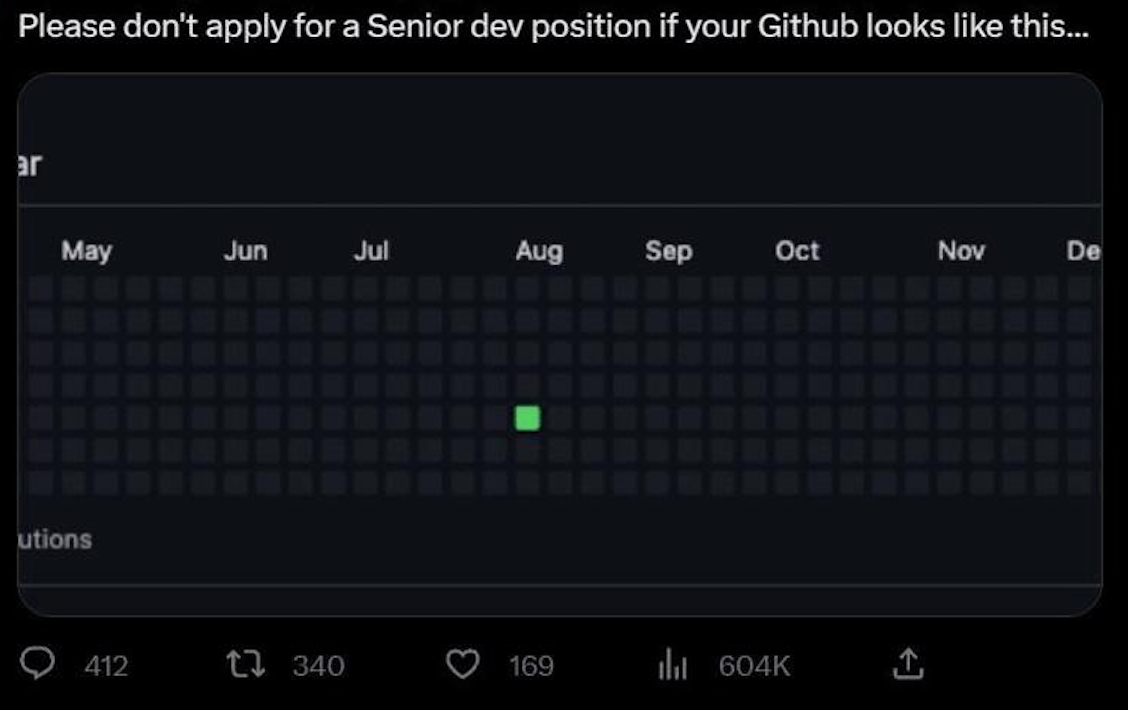 Please don't apply for a Senior dev position if your Github looks like this...
ar
May Jun Jul Aug Sep Oct Nov De
utions
412 340 169 604K